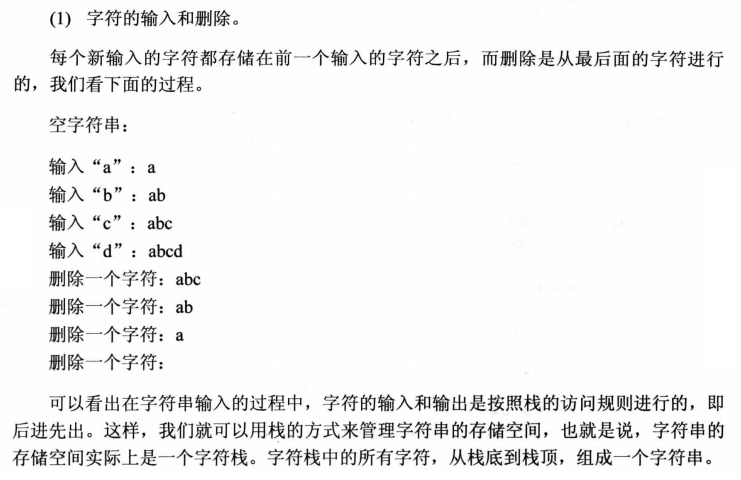 (1) 字符的输入和删除。
每个新输入的字符都存储在前一个输入的字符之后，而删除是从最后面的字符进行
的，我们看下面的过程。
空字符串：
输入“a”：a
输入“b”：ab
输入“c”：abc
输入“d”：abcd
删除一个字符：abc
删除一个字符：ab
删除一个字符：a
删除一个字符：
可以看出在字符串输入的过程中，字符的输入和输出是按照栈的访问规则进行的，即
后进先出。这样，我们就可以用栈的方式来管理字符串的存储空间，也就是说，字符串的
存储空间实际上是一个字符栈。字符栈中的所有字符，从栈底到栈顶，组成一个字符串。